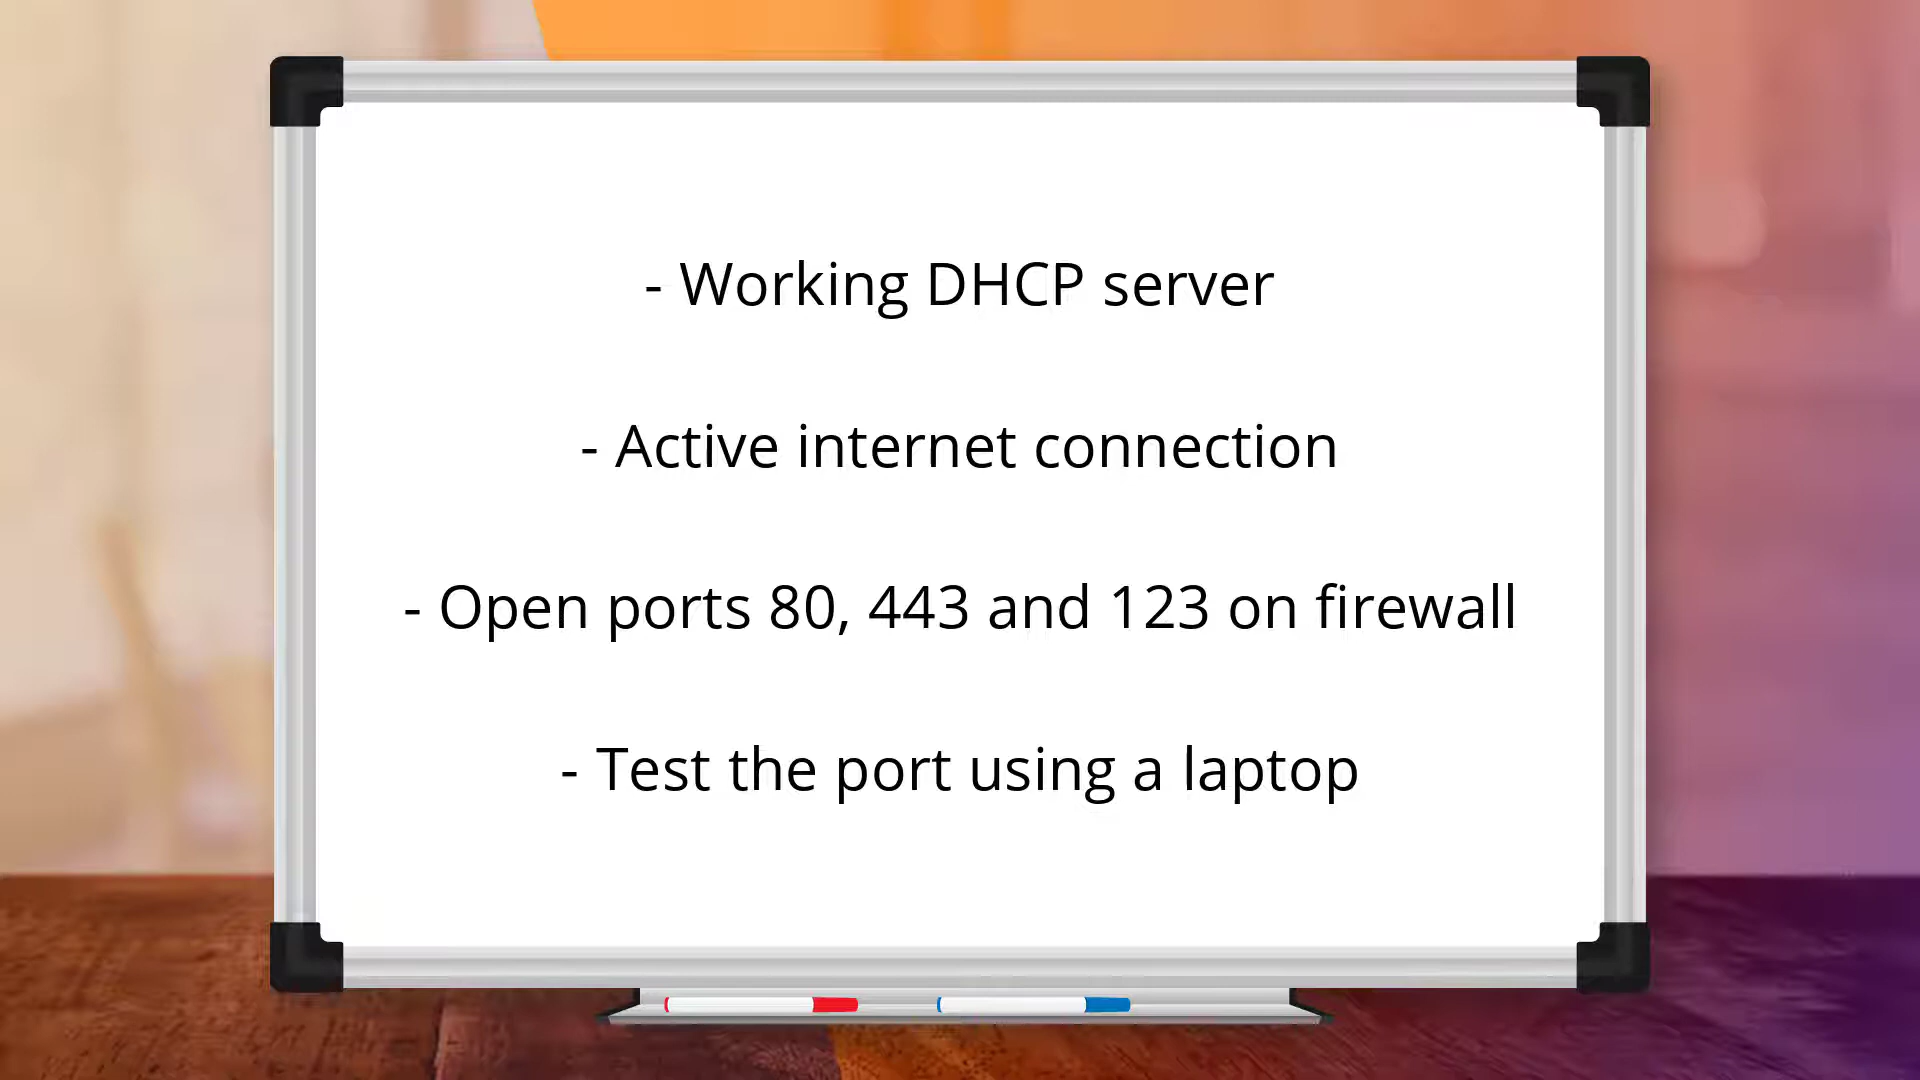 - Working DHCP server
- Active internet connection
- Open ports 80, 443 and 123 on firewall
- Test the port using a laptop